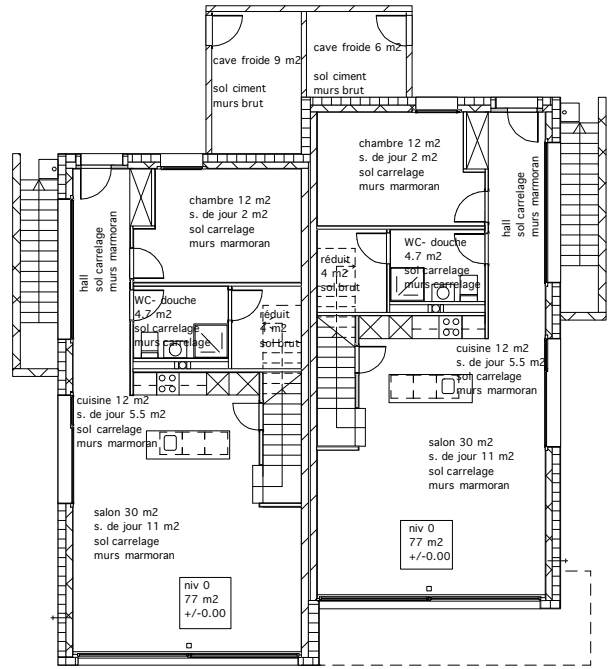 cave froide 9 m2
sol ciment
murs brut
cave froide 6 m2
sol ciment
murs brut
chambre 12 m2
s. de jour 2 m2
sol carrelage
murs marmoran
hall
sol carrelage
murs marmoran
chambre 12 m2
s. de jour 2 m2
sol carrelage
murs marmoran
hall
sol carrelage
murs marmoran
réduit
4 m2
sol brut
WC- douche
4.7 m2
sol carrelage
murs carrelage
WC- douche
4.7 m2
sol carrelage
murs carrelage
réduit
4 m2
sol brut
cuisine 12 m2
s. de jour 5.5 m2
sol carrelage
murs marmoran
cuisine 12 m2
s. de jour 5.5 m2
sol carrelage
murs marmoran
salon 30 m2
s. de jour 11 m2
sol carrelage
murs marmoran
salon 30 m2
s. de jour 11 m2
sol carrelage
murs marmoran
niv 0
77 m2
+/-0.00
niv 0
77 m2
+/-0.00